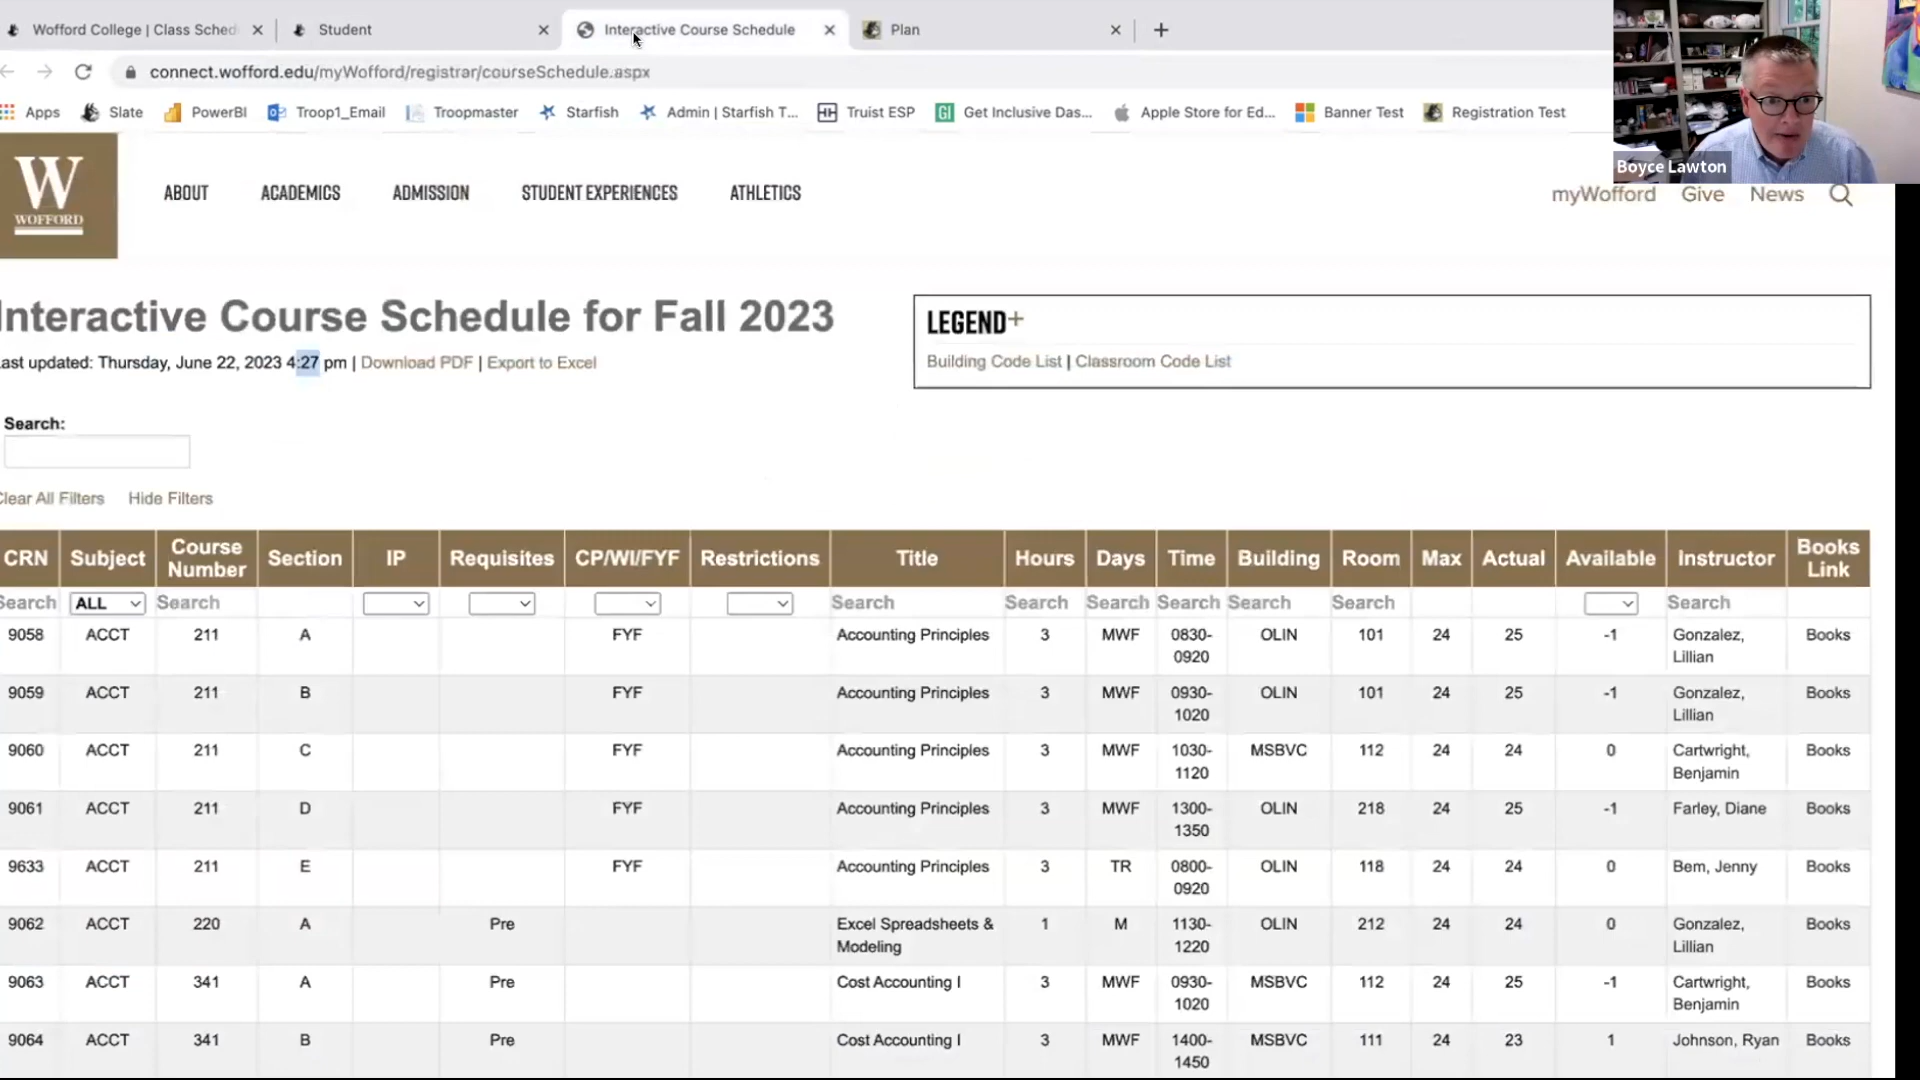 Wofford College | Class Sched
Student
Interactive Course Schedule
Plan
connect.wofford.edu/myWofford/registrar/courseSchedule.aspx
Apps Slate PowerBI Troop1_Email Troopmaster Starfish Admin | Starfish T... Truist ESP GI Get Inclusive Das... Apple Store for Ed... Banner Test Registration Test
Boyce Lawton
W
WOFFORD
ABOUT ACADEMICS ADMISSION STUDENT EXPERIENCES ATHLETICS
myWofford Give News
Interactive Course Schedule for Fall 2023
Last updated: Thursday, June 22, 2023 4:27 pm | Download PDF | Export to Excel
LEGEND+
Building Code List | Classroom Code List
Search:
Clear All Filters Hide Filters
CRN Subject Course Number Section IP Requisites CP/WI/FYF Restrictions Title Hours Days Time Building Room Max Actual Available Instructor Books Link
Search ALL Search Search Search Search Search Search Search Search
9058 ACCT 211 A FYF Accounting Principles 3 MWF 0830-0920 OLIN 101 24 25 -1 Gonzalez, Lillian Books
9059 ACCT 211 B FYF Accounting Principles 3 MWF 0930-1020 OLIN 101 24 25 -1 Gonzalez, Lillian Books
9060 ACCT 211 C FYF Accounting Principles 3 MWF 1030-1120 MSBVC 112 24 24 0 Cartwright, Benjamin Books
9061 ACCT 211 D FYF Accounting Principles 3 MWF 1300-1350 OLIN 218 24 25 -1 Farley, Diane Books
9633 ACCT 211 E FYF Accounting Principles 3 TR 0800-0920 OLIN 118 24 24 0 Bem, Jenny Books
9062 ACCT 220 A Pre Excel Spreadsheets & Modeling 1 M 1130-1220 OLIN 212 24 24 0 Gonzalez, Lillian Books
9063 ACCT 341 A Pre Cost Accounting I 3 MWF 0930-1020 MSBVC 112 24 25 -1 Cartwright, Benjamin Books
9064 ACCT 341 B Pre Cost Accounting I 3 MWF 1400-1450 MSBVC 111 24 23 1 Johnson, Ryan Books